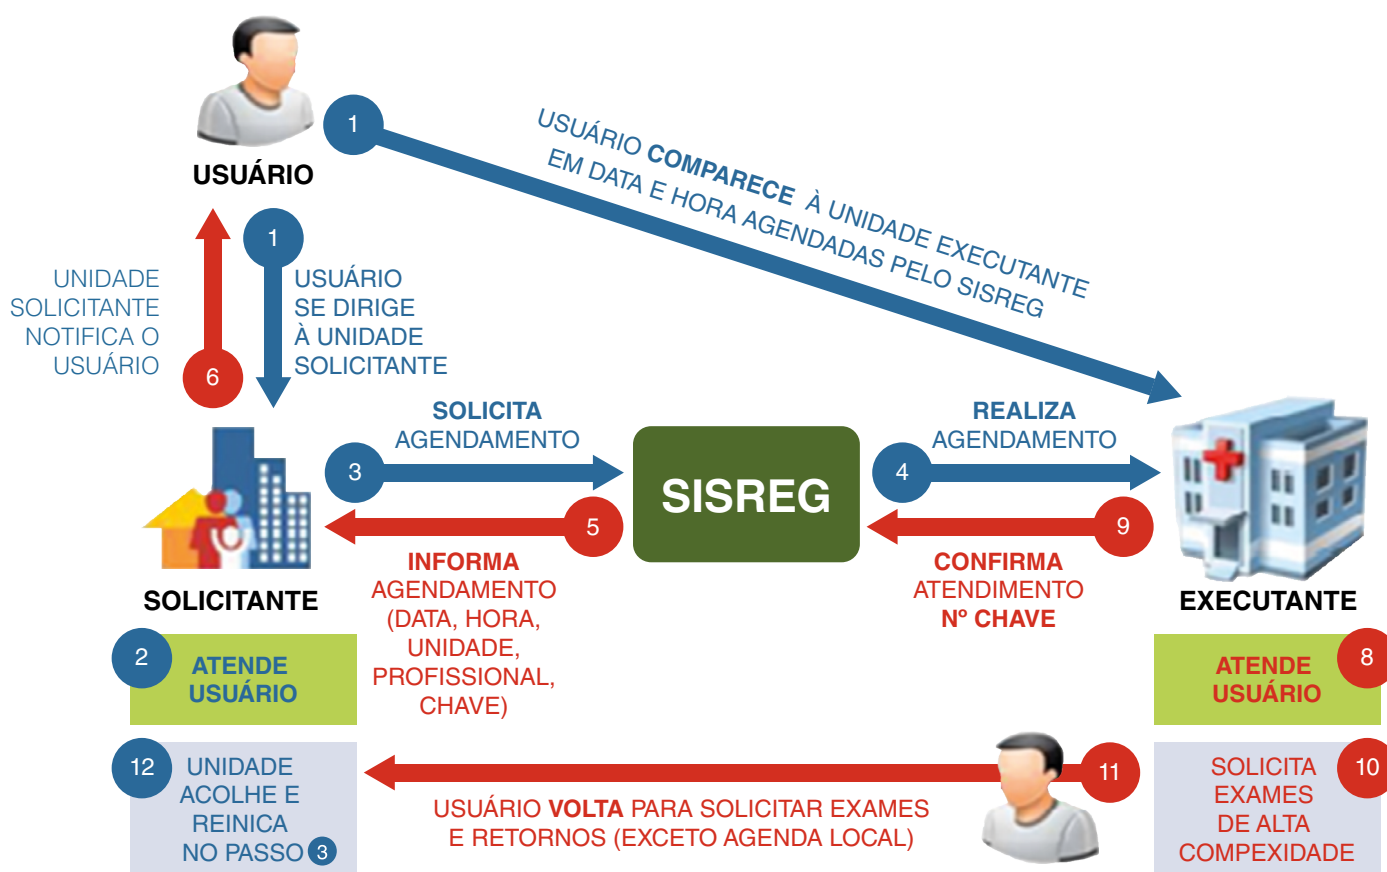 USUÁRIO
1
USUÁRIO COMPARECE À UNIDADE EXECUTANTE
EM DATA E HORA AGENDADAS PELO SISREG
1
USUÁRIO
SE DIRIGE
À UNIDADE
SOLICITANTE
UNIDADE
SOLICITANTE
NOTIFICA O
USUÁRIO
6
SOLICITANTE
2
ATENDE
USUÁRIO
SOLICITA
AGENDAMENTO
3
5
INFORMA
AGENDAMENTO
(DATA, HORA,
UNIDADE,
PROFISSIONAL,
CHAVE)
SISREG
REALIZA
AGENDAMENTO
4
9
CONFIRMA
ATENDIMENTO
Nº CHAVE
EXECUTANTE
8
ATENDE
USUÁRIO
10
SOLICITA
EXAMES
DE ALTA
COMPEXIDADE
11
USUÁRIO VOLTA PARA SOLICITAR EXAMES
E RETORNOS (EXCETO AGENDA LOCAL)
12
UNIDADE
ACOLHE E
REINICA
NO PASSO 3